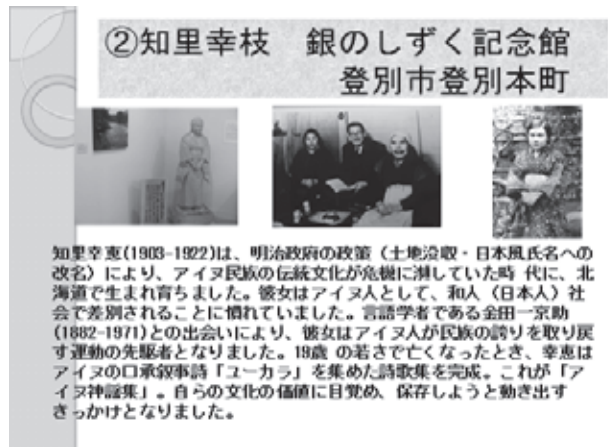 ②知里幸枝　銀のしずく記念館
登別市登別本町
知里幸恵(1903-1922)は、明治政府の政策（土地没収・日本風氏名への
改名）により、アイヌ民族の伝統文化が危機に瀕していた時 代に、北
海道で生まれ育ちました。彼女はアイヌ人として、和人（日本人）社
会で差別されることに慣れていました。言語学者である金田一京助
(1882-1971)との出会いにより、彼女はアイヌ人が民族の誇りを取り戻
す運動の先駆者となりました。19歳 の若さで亡くなったとき、幸恵は
アイヌの口承叙事詩「ユーカラ」を集めた詩歌集を完成。これが「ア
イヌ神謡集」。自らの文化の価値に目覚め、保存しようと動き出す
きっかけとなりました。